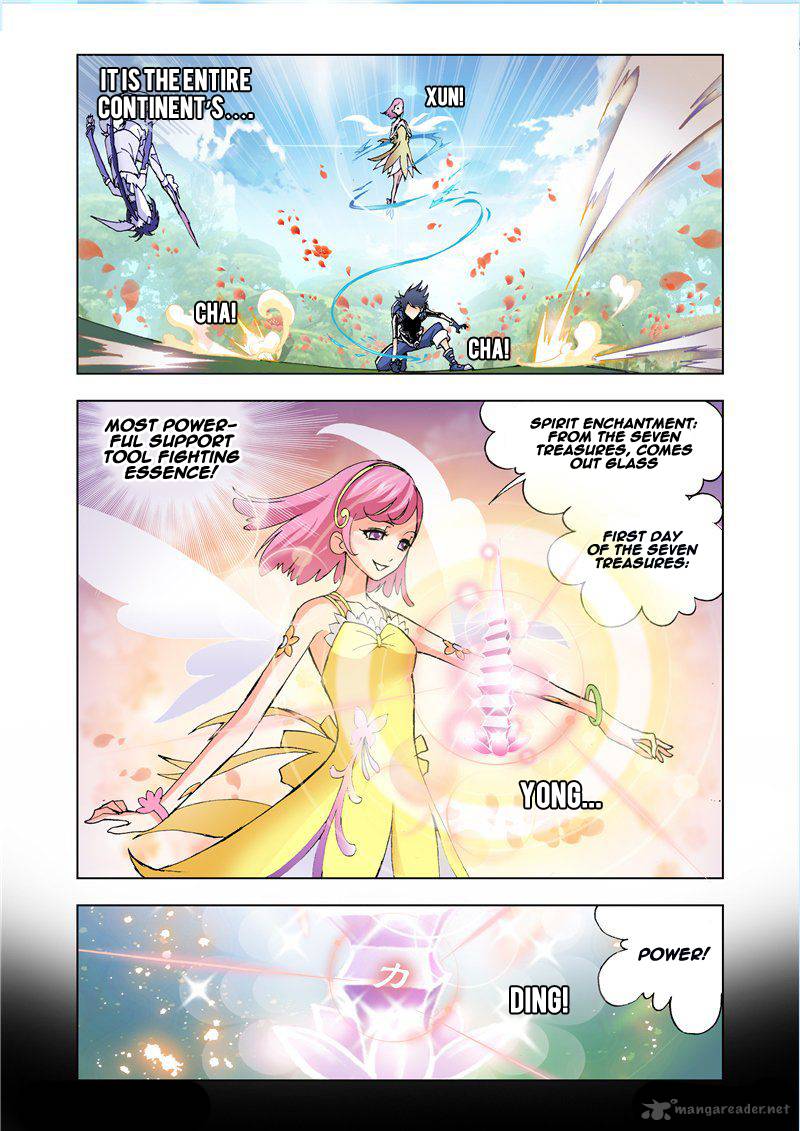 IT IS THE ENTIRE
CONTINENT'S....
XUN!
CHA!
CHA!
MOST POWER-
FUL SUPPORT
TOOL FIGHTING
ESSENCE!
SPIRIT ENCHANTMENT:
FROM THE SEVEN
TREASURES, COMES
OUT GLASS
FIRST DAY
OF THE SEVEN
TREASURES:
YONG...
POWER!
力
DING!
mangareader.net